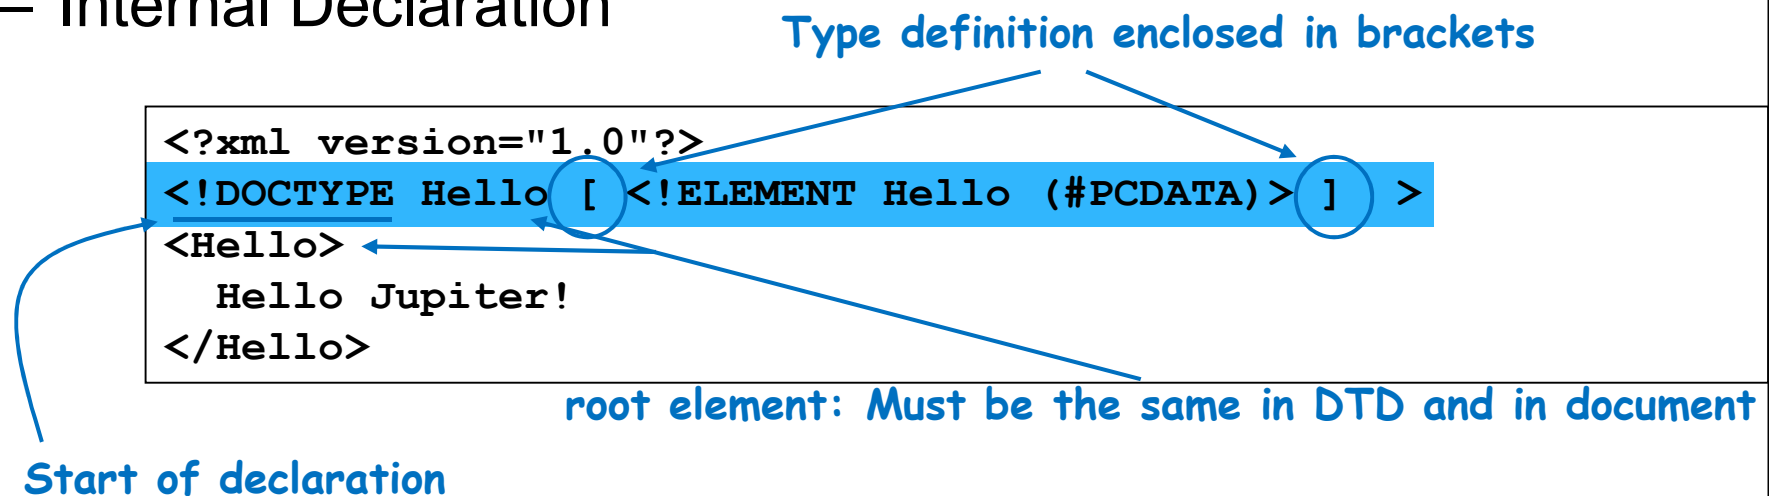 – Internal Declaration
Type definition enclosed in brackets
<?xml version="1.0"?>
<!DOCTYPE Hello [ <!ELEMENT Hello (#PCDATA)> ] >
<Hello>
Hello Jupiter!
</Hello>
root element: Must be the same in DTD and in document
Start of declaration